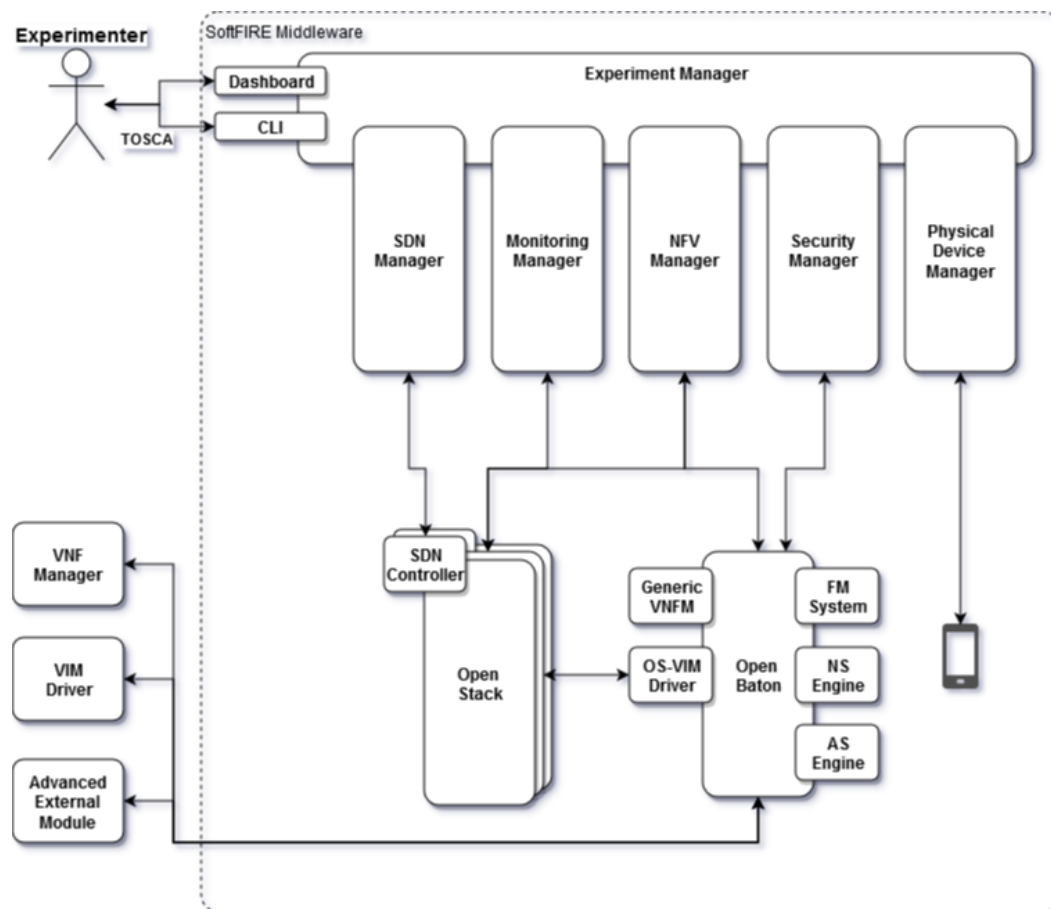 SoftFIRE Middleware
Experimenter
TOSCA
Dashboard
CLI
Experiment Manager
SDN
Manager
Monitoring
Manager
NFV
Manager
Security
Manager
Physical
Device
Manager
VNF
Manager
VIM
Driver
Advanced
External
Module
SDN
Controller
Open
Stack
Generic
VNFM
OS-VIM
Driver
Open
Baton
FM
System
NS
Engine
AS
Engine